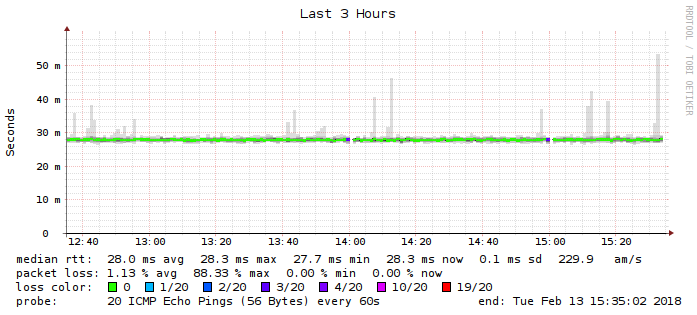 Last 3 Hours
RRDTOOL / TOBI OETIKER
Seconds
50 m
40 m
30 m
20 m
10 m
0
12:40 13:00 13:20 13:40 14:00 14:20 14:40 15:00 15:20
median rtt: 28.0 ms avg 28.3 ms max 27.7 ms min 28.3 ms now 0.1 ms sd 229.9 am/s
packet loss: 1.13 % avg 88.33 % max 0.00 % min 0.00 % now
loss color: 0 1/20 2/20 3/20 4/20 10/20 19/20
probe: 20 ICMP Echo Pings (56 Bytes) every 60s end: Tue Feb 13 15:35:02 2018